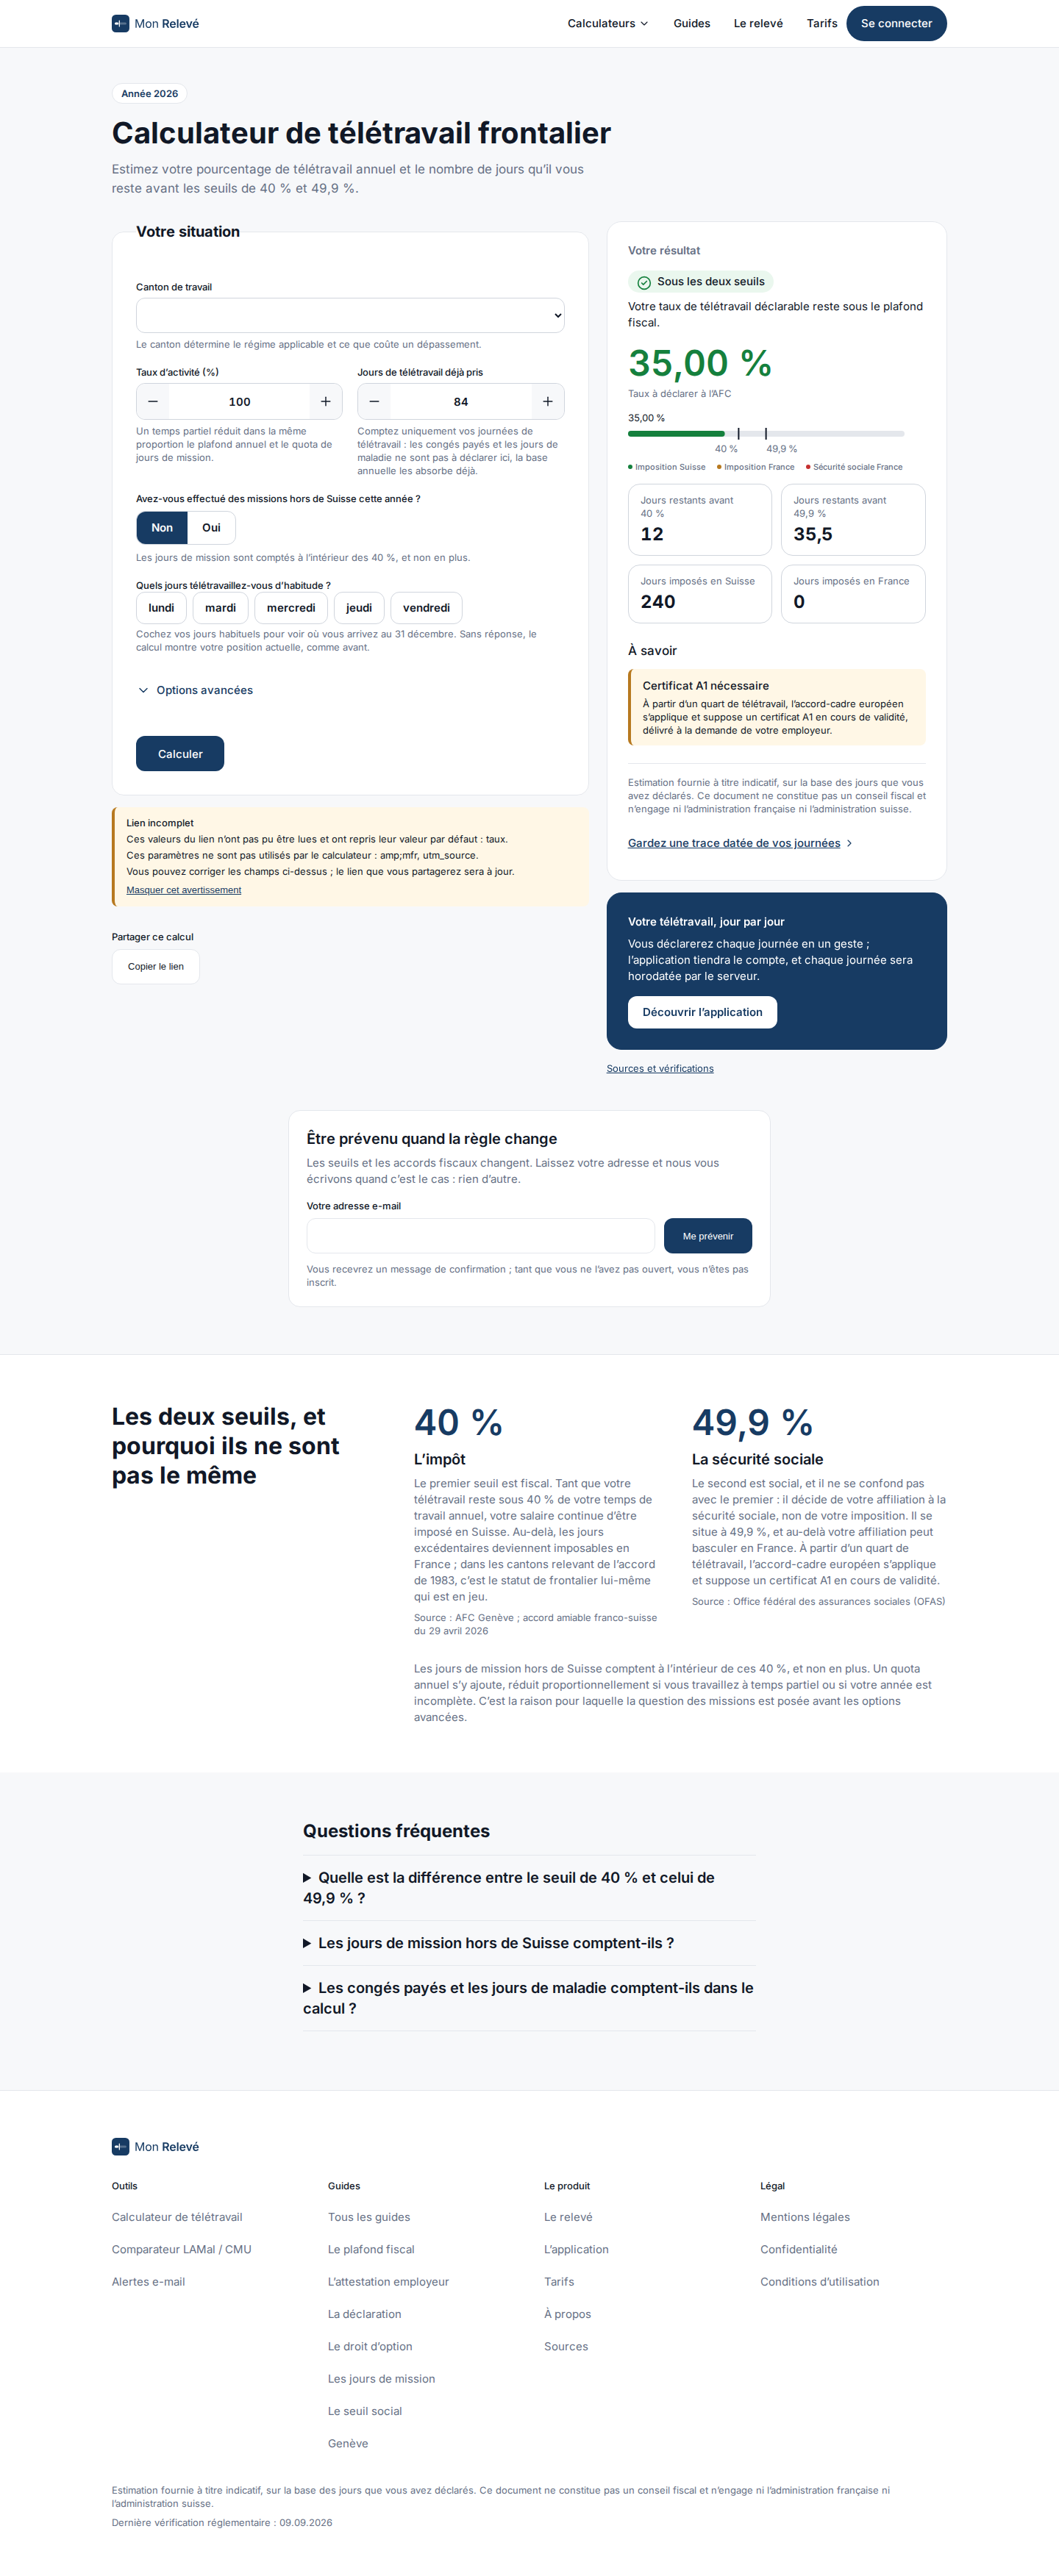 Mon Relevé
Calculateurs
Guides
Le relevé
Tarifs
Se connecter
Année 2026
Calculateur de télétravail frontalier
Estimez votre pourcentage de télétravail annuel et le nombre de jours qu’il vous
reste avant les seuils de 40 % et 49,9 %.
Votre situation
Canton de travail
Le canton détermine le régime applicable et ce que coûte un dépassement.
Taux d’activité (%)
100
Un temps partiel réduit dans la même
proportion le plafond annuel et le quota de
jours de mission.
Jours de télétravail déjà pris
84
Comptez uniquement vos journées de
télétravail : les congés payés et les jours de
maladie ne sont pas à déclarer ici, la base
annuelle les absorbe déjà.
Avez-vous effectué des missions hors de Suisse cette année ?
Non
Oui
Les jours de mission sont comptés à l’intérieur des 40 %, et non en plus.
Quels jours télétravaillez-vous d’habitude ?
lundi
mardi
mercredi
jeudi
vendredi
Cochez vos jours habituels pour voir où vous arrivez au 31 décembre. Sans réponse, le
calcul montre votre position actuelle, comme avant.
Options avancées
Calculer
Lien incomplet
Ces valeurs du lien n’ont pas pu être lues et ont repris leur valeur par défaut : taux.
Ces paramètres ne sont pas utilisés par le calculateur : amp;mfr, utm_source.
Vous pouvez corriger les champs ci-dessus ; le lien que vous partagerez sera à jour.
Masquer cet avertissement
Partager ce calcul
Copier le lien
Votre résultat
Sous les deux seuils
Votre taux de télétravail déclarable reste sous le plafond
fiscal.
35,00 %
Taux à déclarer à l’AFC
35,00 %
40 %
49,9 %
Imposition Suisse
Imposition France
Sécurité sociale France
Jours restants avant
40 %
12
Jours restants avant
49,9 %
35,5
Jours imposés en Suisse
240
Jours imposés en France
0
À savoir
Certificat A1 nécessaire
À partir d’un quart de télétravail, l’accord-cadre européen
s’applique et suppose un certificat A1 en cours de validité,
délivré à la demande de votre employeur.
Estimation fournie à titre indicatif, sur la base des jours que vous
avez déclarés. Ce document ne constitue pas un conseil fiscal et
n’engage ni l’administration française ni l’administration suisse.
Gardez une trace datée de vos journées
Votre télétravail, jour par jour
Vous déclarerez chaque journée en un geste ;
l’application tiendra le compte, et chaque journée sera
horodatée par le serveur.
Découvrir l’application
Sources et vérifications
Être prévenu quand la règle change
Les seuils et les accords fiscaux changent. Laissez votre adresse et nous vous
écrivons quand c’est le cas : rien d’autre.
Votre adresse e-mail
Me prévenir
Vous recevrez un message de confirmation ; tant que vous ne l’avez pas ouvert, vous n’êtes pas
inscrit.
Les deux seuils, et
pourquoi ils ne sont
pas le même
40 %
L’impôt
Le premier seuil est fiscal. Tant que votre
télétravail reste sous 40 % de votre temps de
travail annuel, votre salaire continue d’être
imposé en Suisse. Au-delà, les jours
excédentaires deviennent imposables en
France ; dans les cantons relevant de l’accord
de 1983, c’est le statut de frontalier lui-même
qui est en jeu.
Source : AFC Genève ; accord amiable franco-suisse
du 29 avril 2026
49,9 %
La sécurité sociale
Le second est social, et il ne se confond pas
avec le premier : il décide de votre affiliation à la
sécurité sociale, non de votre imposition. Il se
situe à 49,9 %, et au-delà votre affiliation peut
basculer en France. À partir d’un quart de
télétravail, l’accord-cadre européen s’applique
et suppose un certificat A1 en cours de validité.
Source : Office fédéral des assurances sociales (OFAS)
Les jours de mission hors de Suisse comptent à l’intérieur de ces 40 %, et non en plus. Un quota
annuel s’y ajoute, réduit proportionnellement si vous travaillez à temps partiel ou si votre année est
incomplète. C’est la raison pour laquelle la question des missions est posée avant les options
avancées.
Questions fréquentes
Quelle est la différence entre le seuil de 40 % et celui de
49,9 % ?
Les jours de mission hors de Suisse comptent-ils ?
Les congés payés et les jours de maladie comptent-ils dans le
calcul ?
Mon Relevé
Outils
Calculateur de télétravail
Comparateur LAMal / CMU
Alertes e-mail
Guides
Tous les guides
Le plafond fiscal
L’attestation employeur
La déclaration
Le droit d’option
Les jours de mission
Le seuil social
Genève
Le produit
Le relevé
L’application
Tarifs
À propos
Sources
Légal
Mentions légales
Confidentialité
Conditions d’utilisation
Estimation fournie à titre indicatif, sur la base des jours que vous avez déclarés. Ce document ne constitue pas un conseil fiscal et n’engage ni l’administration française ni
l’administration suisse.
Dernière vérification réglementaire : 09.09.2026